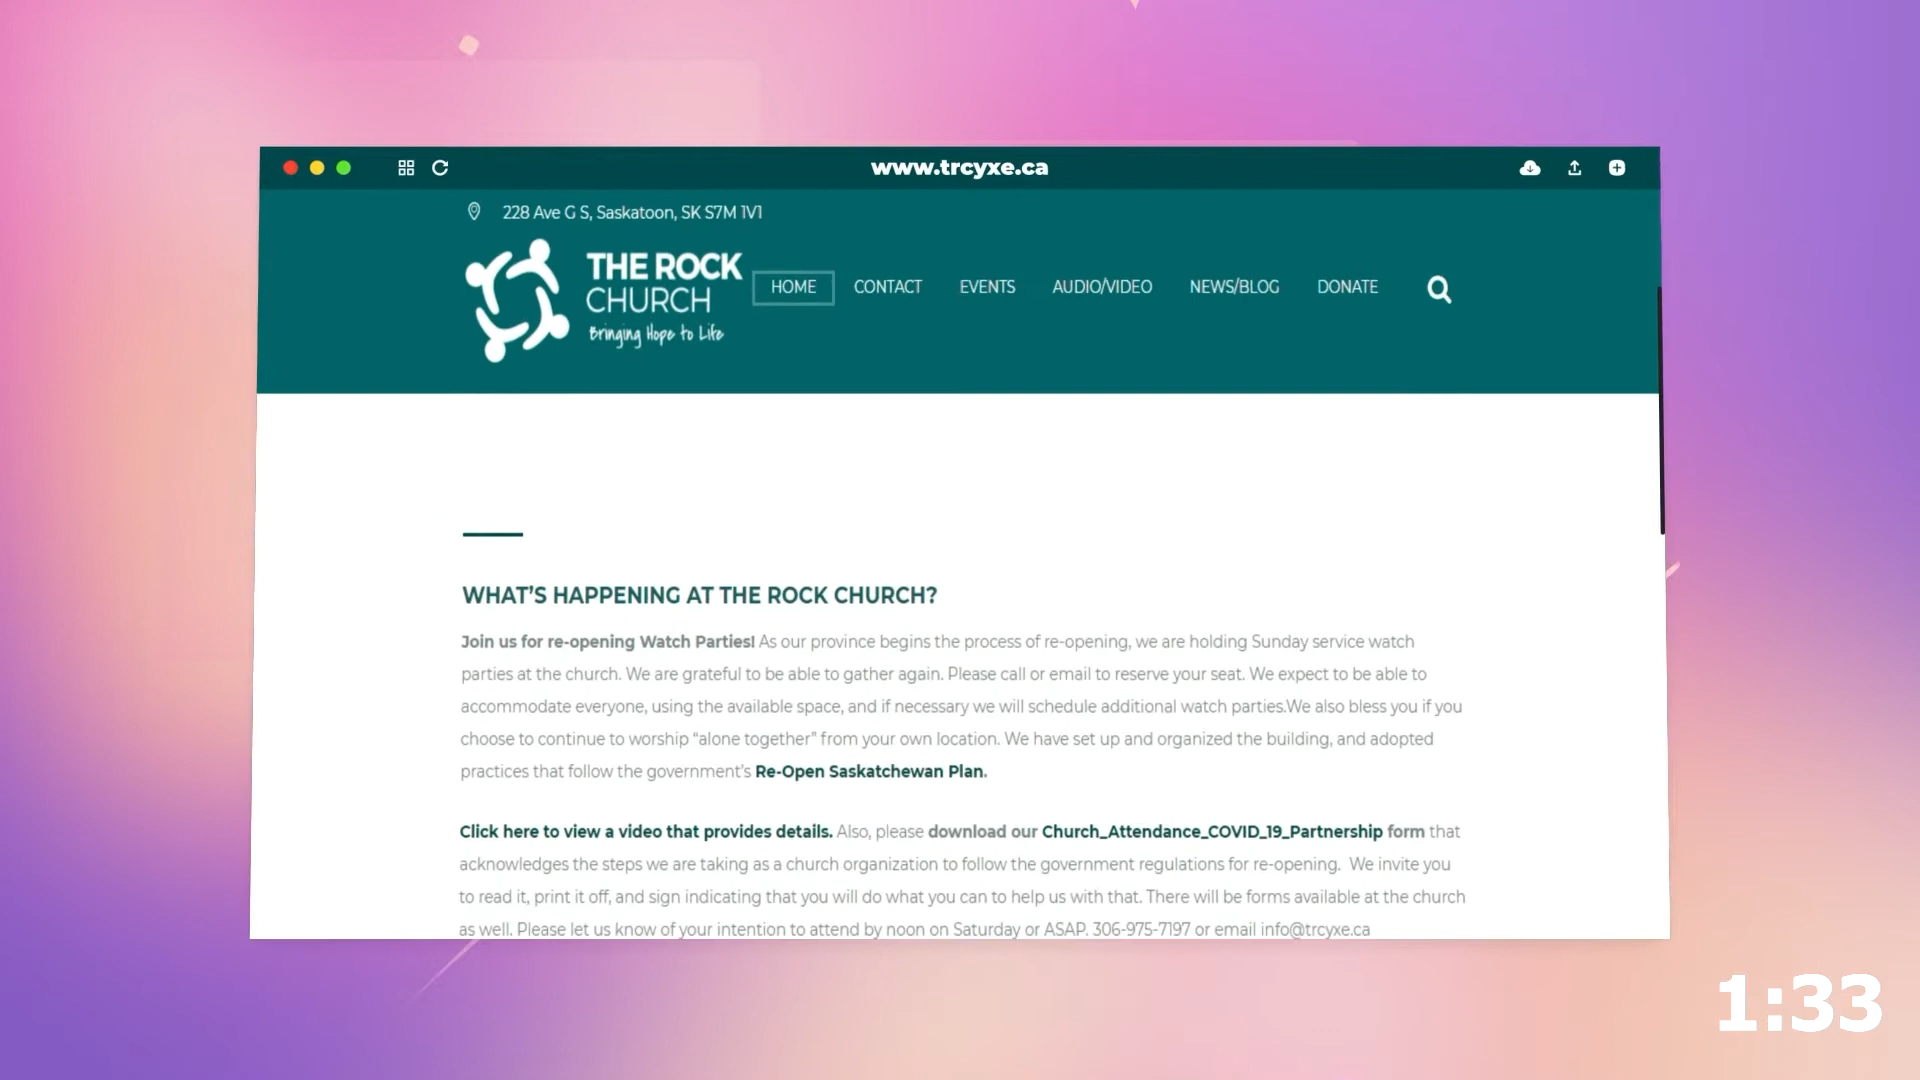 www.trcyxe.ca
228 Ave G S, Saskatoon, SK S7M 1V1
THE ROCK
CHURCH
Bringing Hope to Life
HOME CONTACT EVENTS AUDIO/VIDEO NEWS/BLOG DONATE
WHAT'S HAPPENING AT THE ROCK CHURCH?
Join us for re-opening Watch Parties! As our province begins the process of re-opening, we are holding Sunday service watch
parties at the church. We are grateful to be able to gather again. Please call or email to reserve your seat. We expect to be able to
accommodate everyone, using the available space, and if necessary we will schedule additional watch parties.We also bless you if you
choose to continue to worship “alone together” from your own location. We have set up and organized the building, and adopted
practices that follow the government's Re-Open Saskatchewan Plan.
Click here to view a video that provides details. Also, please download our Church_Attendance_COVID_19_Partnership form that
acknowledges the steps we are taking as a church organization to follow the government regulations for re-opening.  We invite you
to read it, print it off, and sign indicating that you will do what you can to help us with that. There will be forms available at the church
as well. Please let us know of your intention to attend by noon on Saturday or ASAP. 306-975-7197 or email info@trcyxe.ca
1:33